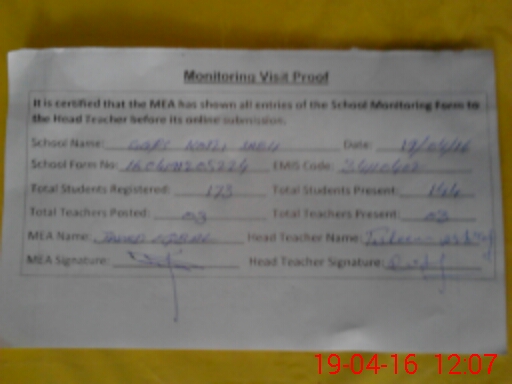 Monitoring Visit Proof
It is certified that the MEA has shown all entries of the School Monitoring Form to
the Head Teacher before its online submission.
School Name: Date: 19/04/16
School Form No: EMIS Code:
Total Students Registered: 173 Total Students Present: 144
Total Teachers Posted: 03 Total Teachers Present: 03
MEA Name: Head Teacher Name:
MEA Signature: Head Teacher Signature:
19-04-16 12:07